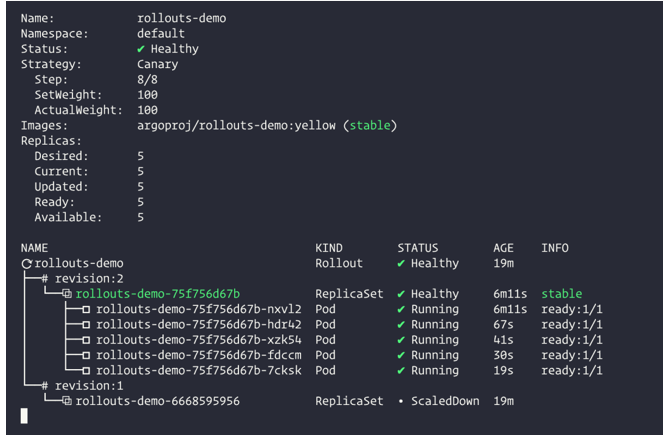 Name: rollouts-demo
Namespace: default
Status: ✔ Healthy
Strategy: Canary
Step: 8/8
SetWeight: 100
ActualWeight: 100
Images: argoproj/rollouts-demo:yellow (stable)
Replicas:
Desired: 5
Current: 5
Updated: 5
Ready: 5
Available: 5
NAME KIND STATUS AGE INFO
rollouts-demo Rollout ✔ Healthy 19m
# revision:2
rollouts-demo-75f756d67b ReplicaSet ✔ Healthy 6m11s stable
rollouts-demo-75f756d67b-nxvl2 Pod ✔ Running 6m11s ready:1/1
rollouts-demo-75f756d67b-hdr42 Pod ✔ Running 67s ready:1/1
rollouts-demo-75f756d67b-xzk54 Pod ✔ Running 41s ready:1/1
rollouts-demo-75f756d67b-fdccm Pod ✔ Running 30s ready:1/1
rollouts-demo-75f756d67b-7cksk Pod ✔ Running 19s ready:1/1
# revision:1
rollouts-demo-6668595956 ReplicaSet • ScaledDown 19m